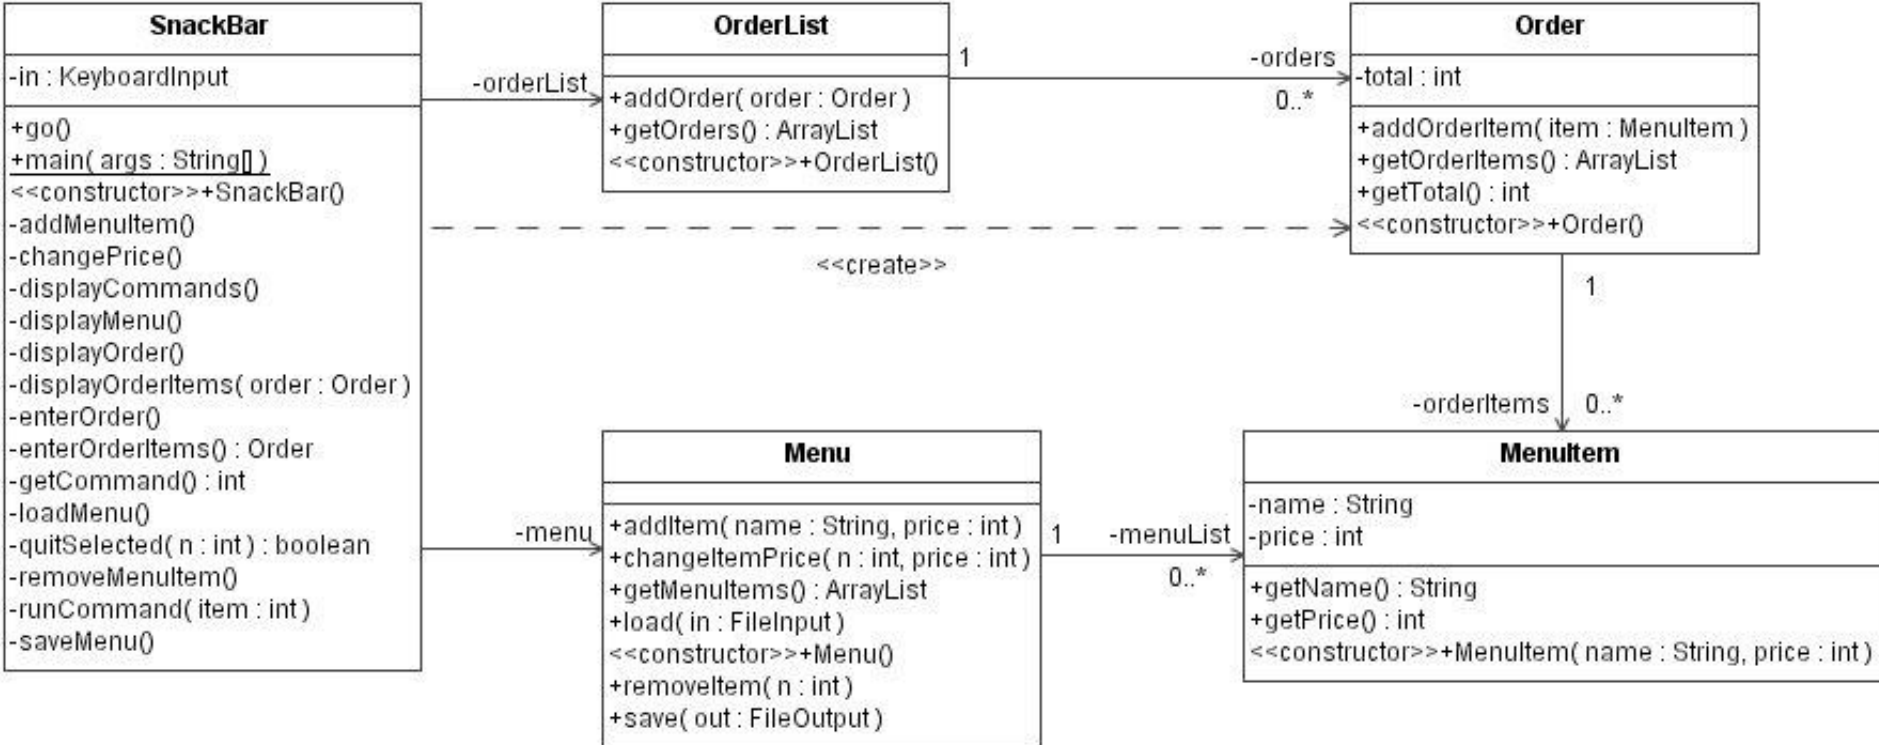 SnackBar
-in : KeyboardInput
+go()
+main( args : String[] )
<<constructor>>+SnackBar()
-addMenuItem()
-changePrice()
-displayCommands()
-displayMenu()
-displayOrder()
-displayOrderItems( order : Order )
-enterOrder()
-enterOrderItems() : Order
-getCommand() : int
-loadMenu()
-quitSelected( n : int ) : boolean
-removeMenuItem()
-runCommand( item : int )
-saveMenu()
-orderList
OrderList
+addOrder( order : Order )
+getOrders() : ArrayList
<<constructor>>+OrderList()
1
-orders
0..*
Order
-total : int
+addOrderItem( item : MenuItem )
+getOrderItems() : ArrayList
+getTotal() : int
<<constructor>>+Order()
<<create>>
1
-orderItems
0..*
-menu
Menu
+addItem( name : String, price : int )
+changeItemPrice( n : int, price : int )
+getMenuItems() : ArrayList
+load( in : FileInput )
<<constructor>>+Menu()
+removeItem( n : int )
+save( out : FileOutput )
1
-menuList
0..*
MenuItem
-name : String
-price : int
+getName() : String
+getPrice() : int
<<constructor>>+MenuItem( name : String, price : int )